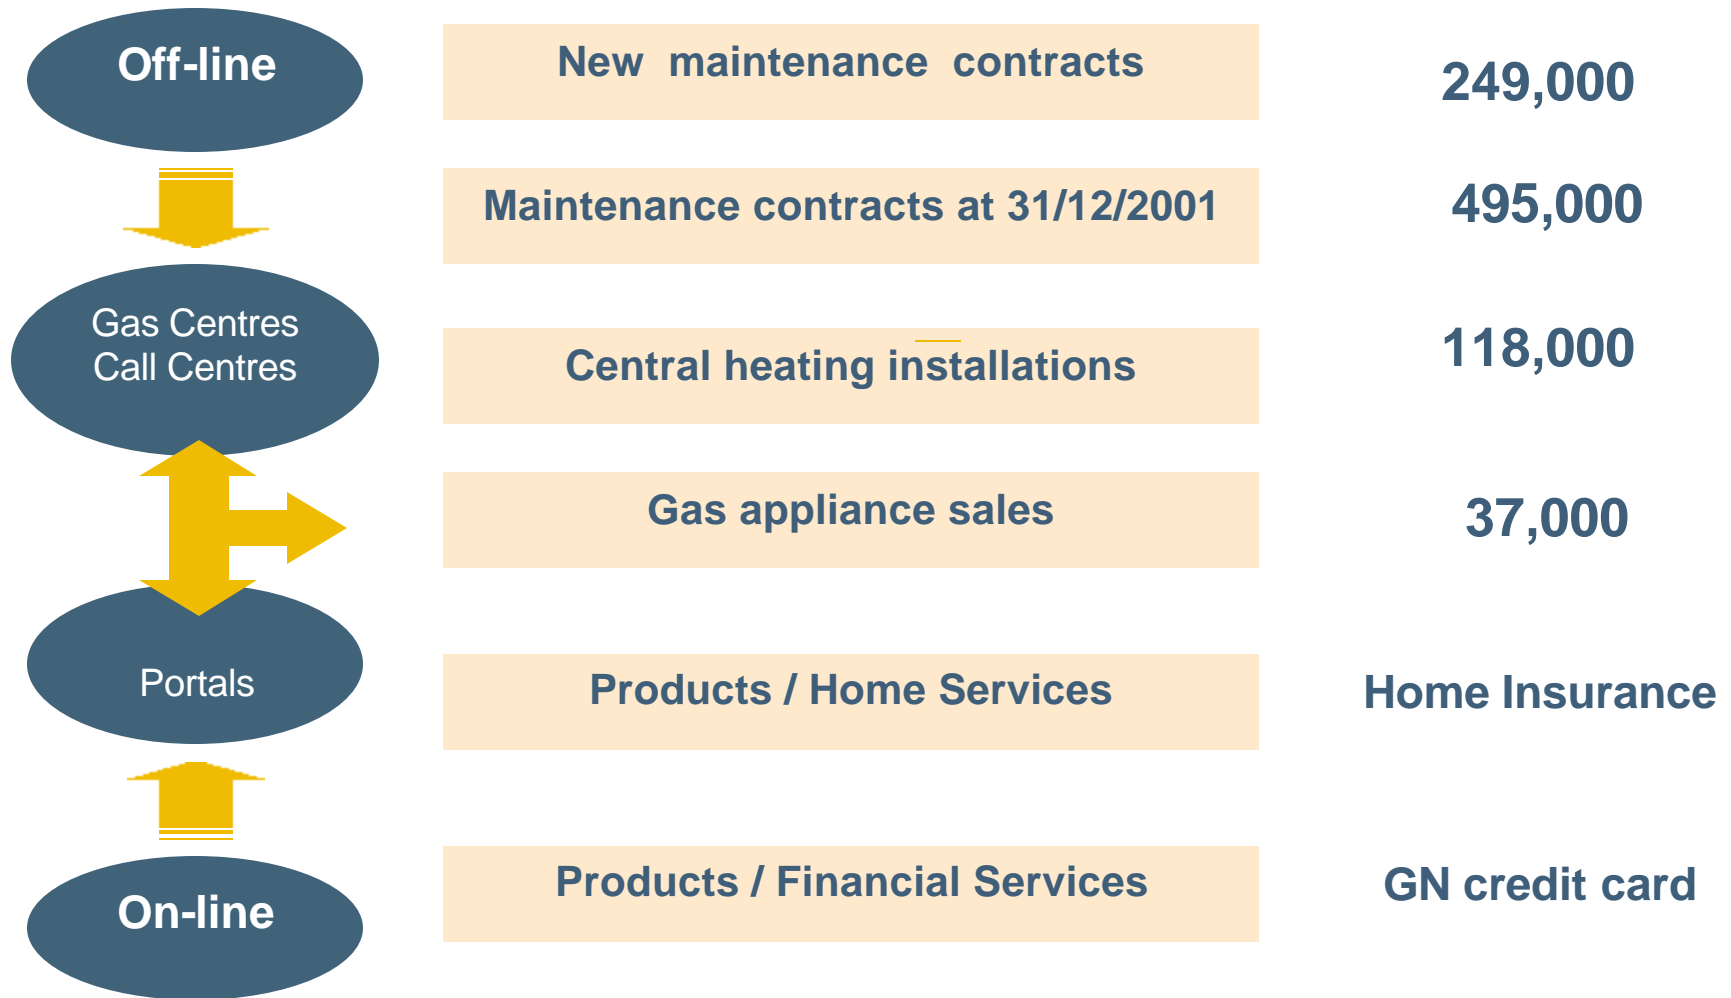 Off-line
New maintenance contracts
249,000
Maintenance contracts at 31/12/2001
495,000
Gas Centres
Call Centres
Central heating installations
118,000
Gas appliance sales
37,000
Portals
Products / Home Services
Home Insurance
On-line
Products / Financial Services
GN credit card